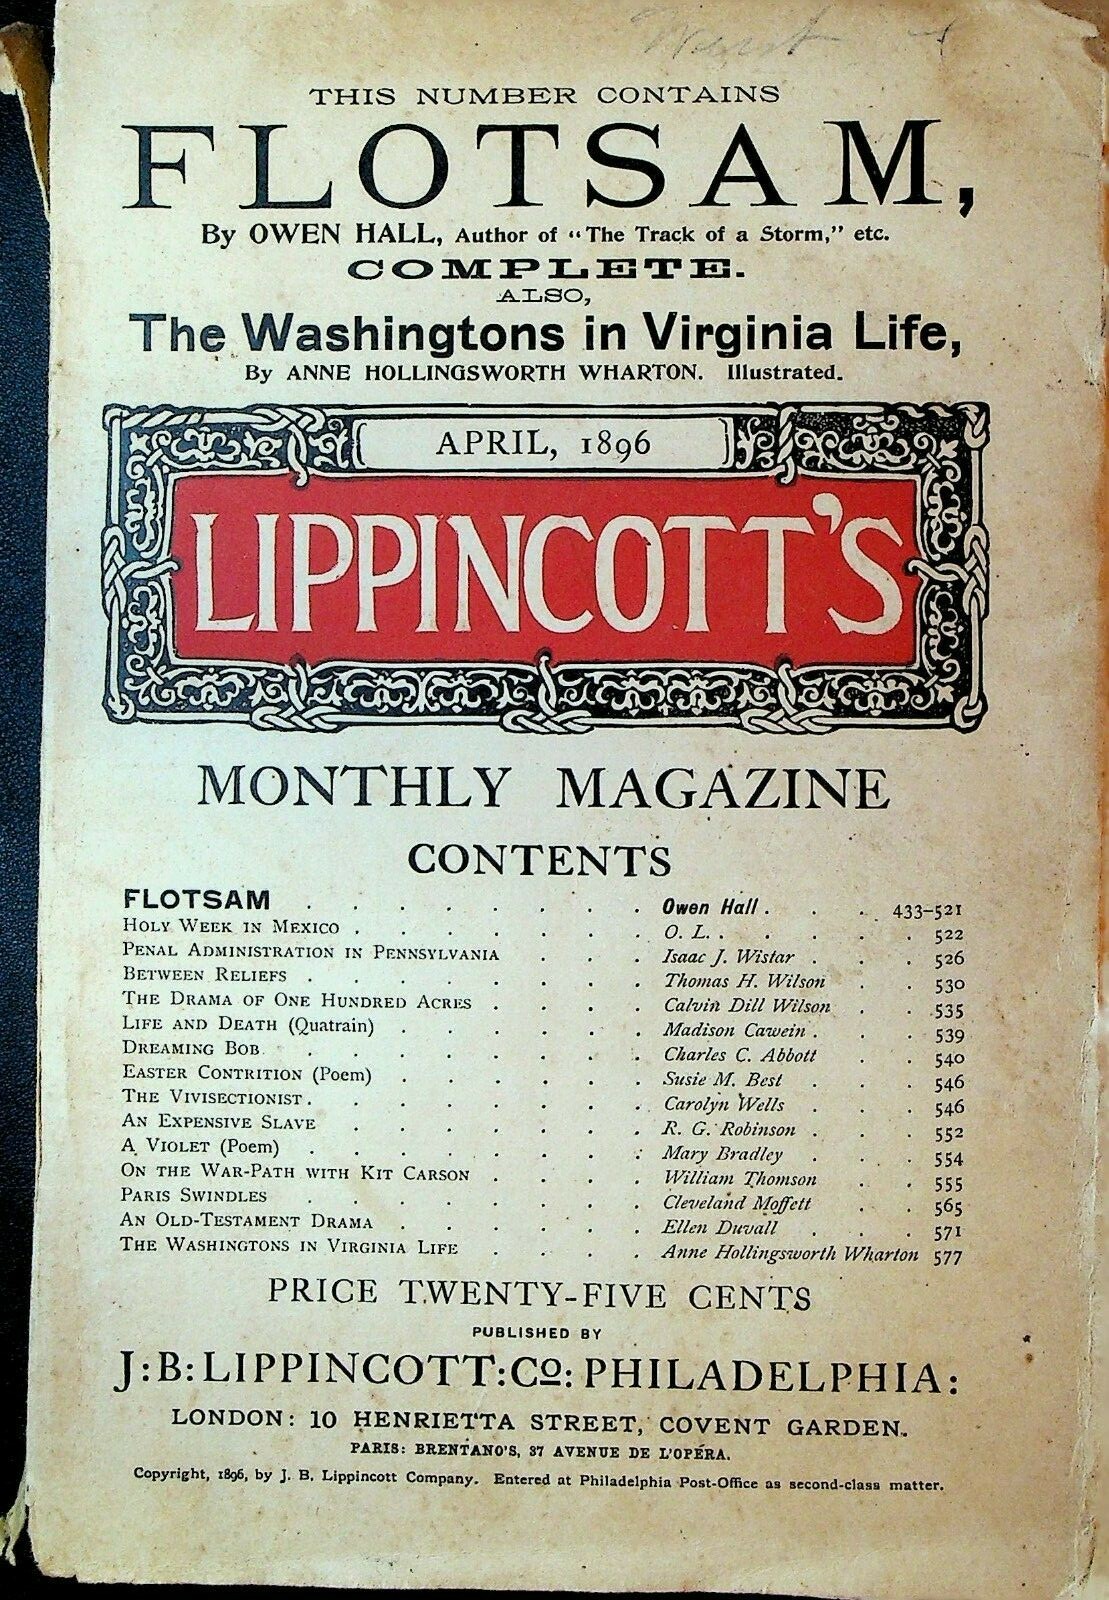 THIS NUMBER CONTAINS
FLOTSAM,
By OWEN HALL, Author of “The Track of a Storm,” etc.
COMPLETE.
ALSO,
The Washingtons in Virginia Life,
By ANNE HOLLINGSWORTH WHARTON. Illustrated.
APRIL, 1896
LIPPINCOTT'S
MONTHLY MAGAZINE
CONTENTS
FLOTSAM . . . . . . . . Owen Hall . . . . 433–521
HOLY WEEK IN MEXICO . . . . . . . O. L. . . . . . 522
PENAL ADMINISTRATION IN PENNSYLVANIA . . . Isaac J. Wistar . . . 526
BETWEEN RELIEFS . . . . . . . . Thomas H. Wilson . . 530
THE DRAMA OF ONE HUNDRED ACRES . . . . Calvin Dill Wilson . . 535
LIFE AND DEATH (Quatrain) . . . . . . Madison Cawein . . . 539
DREAMING BOB . . . . . . . . Charles C. Abbott . . 540
EASTER CONTRITION (Poem) . . . . . . Susie M. Best . . . 546
THE VIVISECTIONIST . . . . . . . . Carolyn Wells . . . 546
AN EXPENSIVE SLAVE . . . . . . . R. G. Robinson . . . 552
A VIOLET (Poem) . . . . . . . . Mary Bradley . . . 554
ON THE WAR-PATH WITH KIT CARSON . . . . William Thomson . . 555
PARIS SWINDLES . . . . . . . . Cleveland Moffett . . 565
AN OLD-TESTAMENT DRAMA . . . . . . Ellen Duvall . . . 571
THE WASHINGTONS IN VIRGINIA LIFE . . . . Anne Hollingsworth Wharton 577
PRICE TWENTY-FIVE CENTS
PUBLISHED BY
J:B:LIPPINCOTT:Co:PHILADELPHIA:
LONDON: 10 HENRIETTA STREET, COVENT GARDEN.
PARIS: BRENTANO'S, 37 AVENUE DE L'OPÉRA.
Copyright, 1896, by J. B. Lippincott Company. Entered at Philadelphia Post-Office as second-class matter.